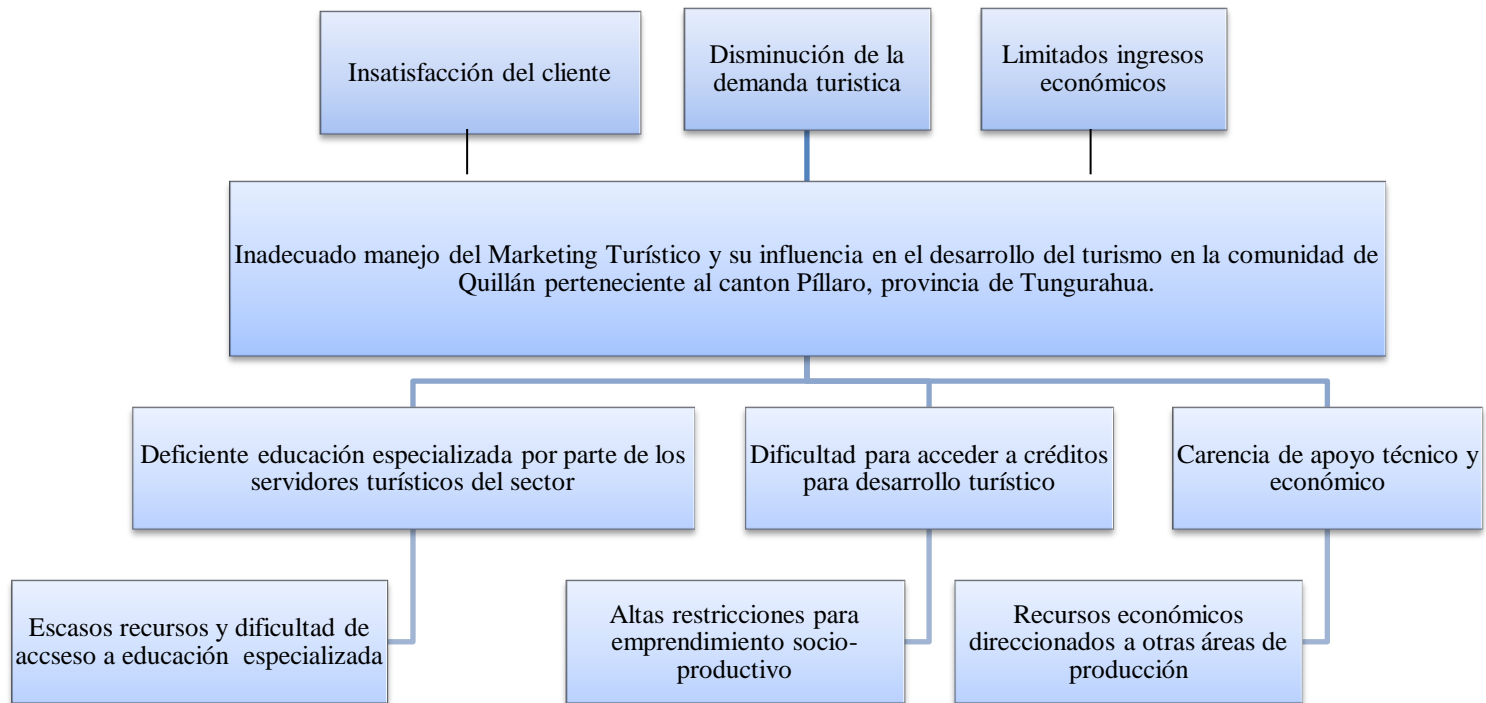 Insatisfacción del cliente
Disminución de la
demanda turistica
Limitados ingresos
económicos
Inadecuado manejo del Marketing Turístico y su influencia en el desarrollo del turismo en la comunidad de
Quillán perteneciente al canton Píllaro, provincia de Tungurahua.
Deficiente educación especializada por parte de los
servidores turísticos del sector
Dificultad para acceder a créditos
para desarrollo turístico
Carencia de apoyo técnico y
económico
Escasos recursos y dificultad de
accseso a educación especializada
Altas restricciones para
emprendimiento socio-
productivo
Recursos económicos
direccionados a otras áreas de
producción